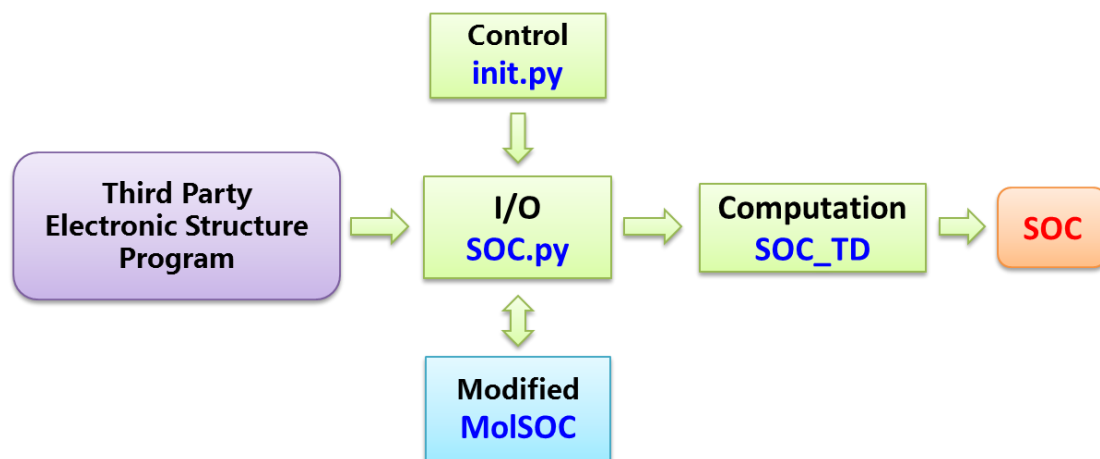 Control
init.py
Third Party
Electronic Structure
Program
I/O
SOC.py
Computation
SOC_TD
SOC
Modified
MolSOC